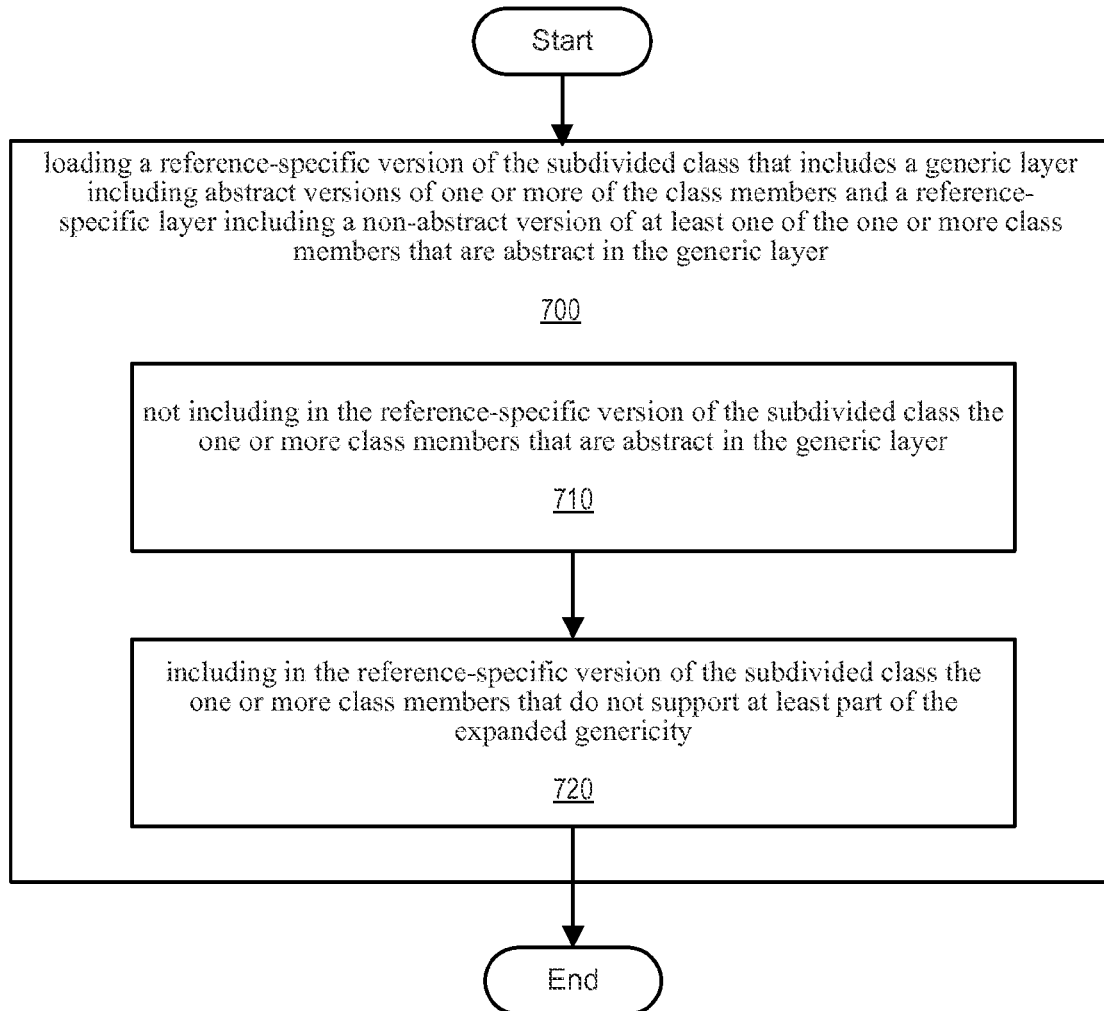 Start
loading a reference-specific version of the subdivided class that includes a generic layer
including abstract versions of one or more of the class members and a reference-
specific layer including a non-abstract version of at least one of the one or more class
members that are abstract in the generic layer
700
not including in the reference-specific version of the subdivided class the
one or more class members that are abstract in the generic layer
710
including in the reference-specific version of the subdivided class the
one or more class members that do not support at least part of the
expanded genericity
720
End